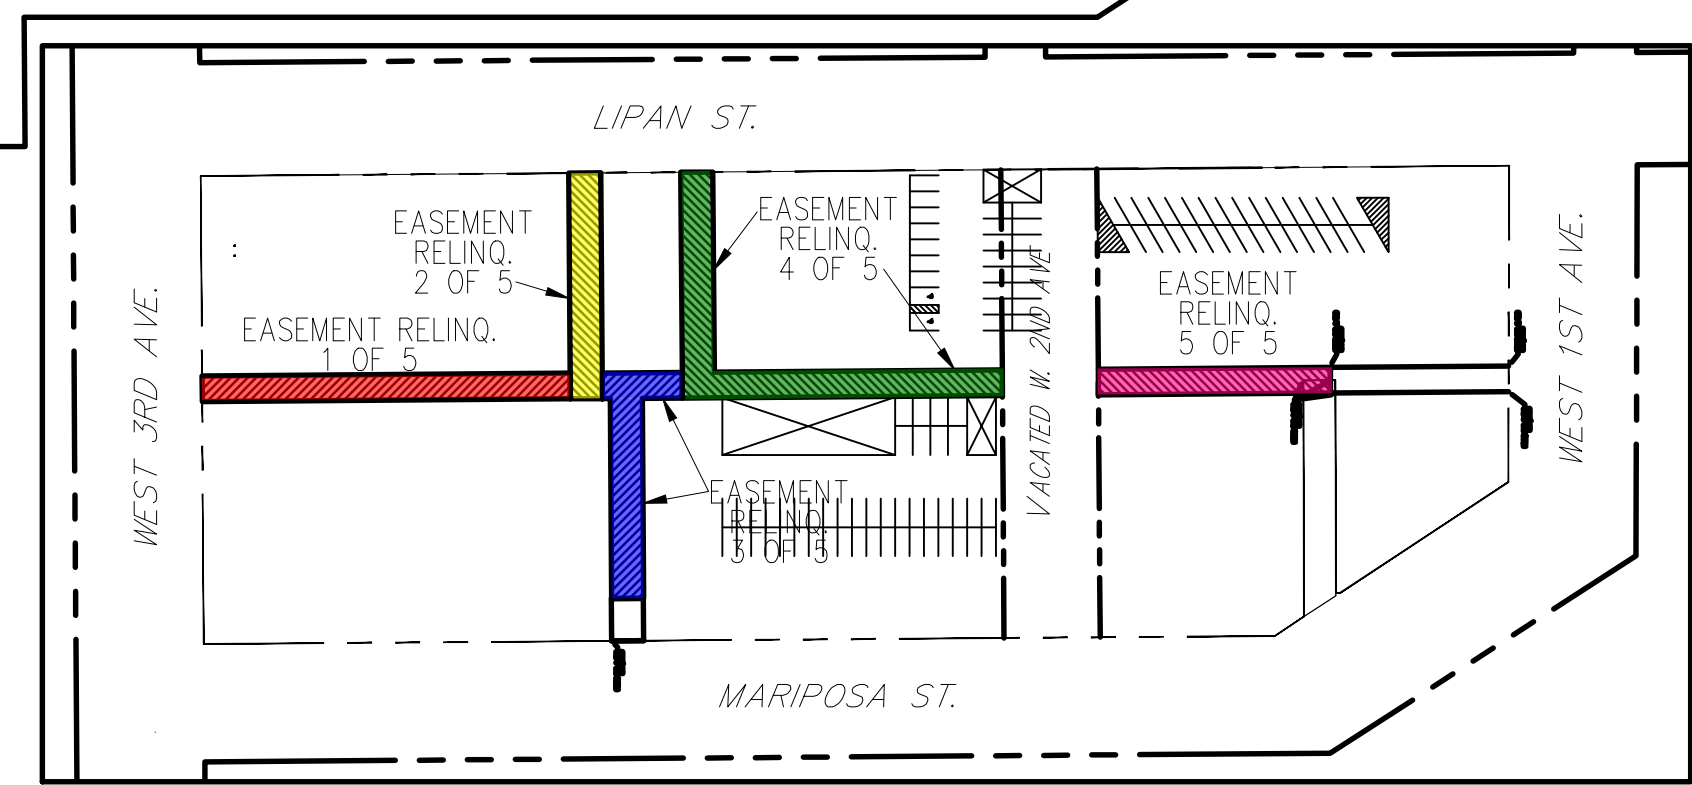 LIPAN ST.
EASEMENT
RELINQ.
2 OF 5
EASEMENT RELINQ.
1 OF 5
EASEMENT
RELINQ.
4 OF 5
EASEMENT
RELINQ.
5 OF 5
EASEMENT
RELINQ.
3 OF 5
WEST 3RD AVE.
VACATED W. 2ND AVE
WEST 1ST AVE.
MARIPOSA ST.